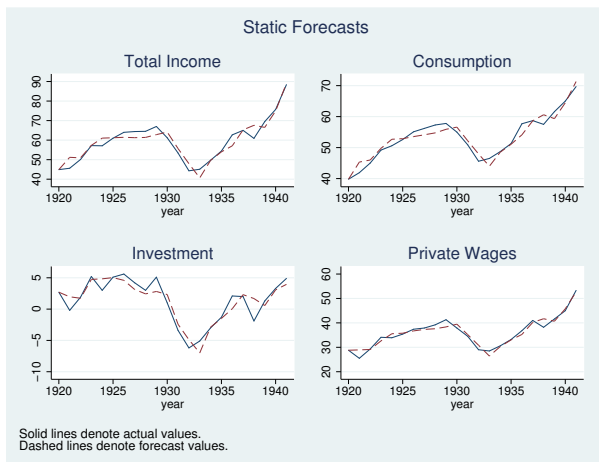 Static Forecasts
Total Income
40 50 60 70 80 90
1920 1925 1930 1935 1940
year
Consumption
40 50 60 70
1920 1925 1930 1935 1940
year
Investment
−10 −5 0 5
1920 1925 1930 1935 1940
year
Private Wages
20 30 40 50 60
1920 1925 1930 1935 1940
year
Solid lines denote actual values.
Dashed lines denote forecast values.